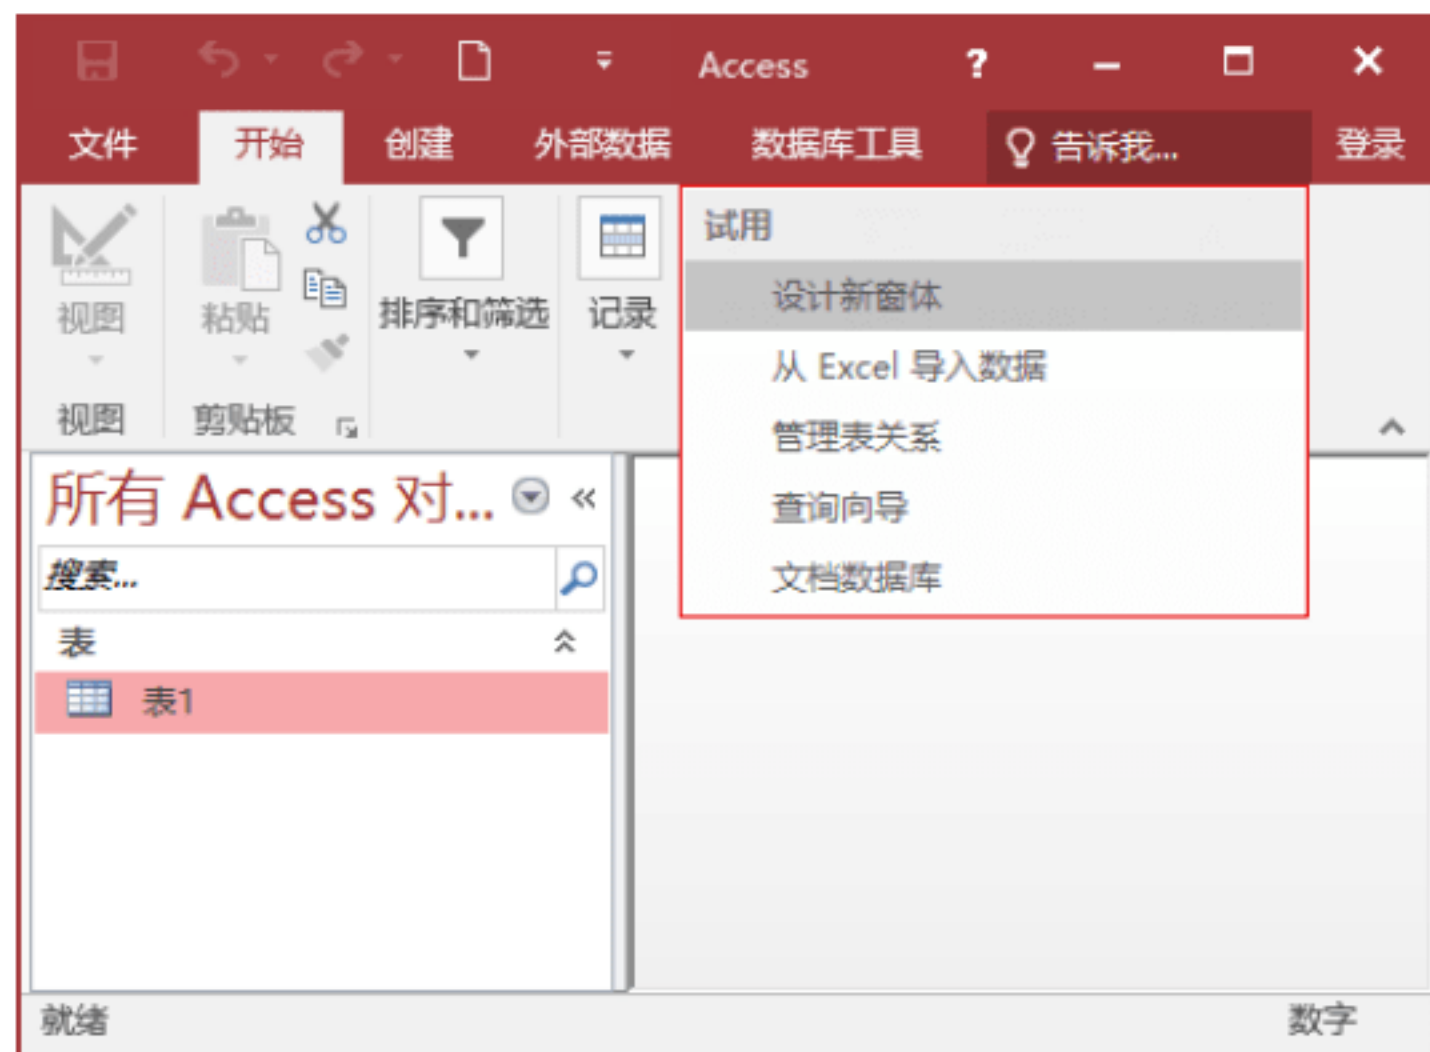 Access ?
文件 开始 创建 外部数据 数据库工具 告诉我... 登录
视图 粘贴 排序和筛选 记录
视图 剪贴板
试用
设计新窗体
从 Excel 导入数据
管理表关系
查询向导
文档数据库
所有 Access 对... «
搜索...
表
表1
就绪 数字